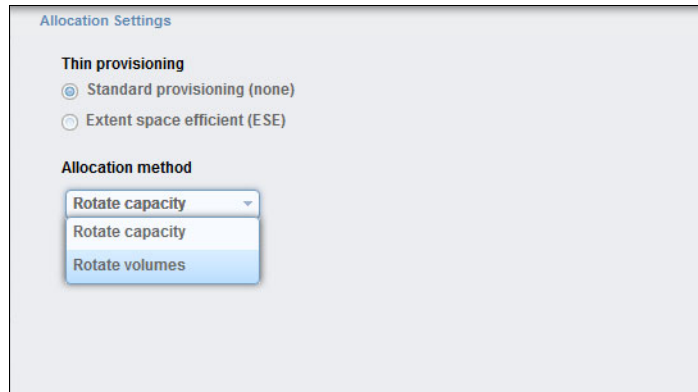 Allocation Settings
Thin provisioning
Standard provisioning (none)
Extent space efficient (ESE)
Allocation method
Rotate capacity
Rotate capacity
Rotate volumes